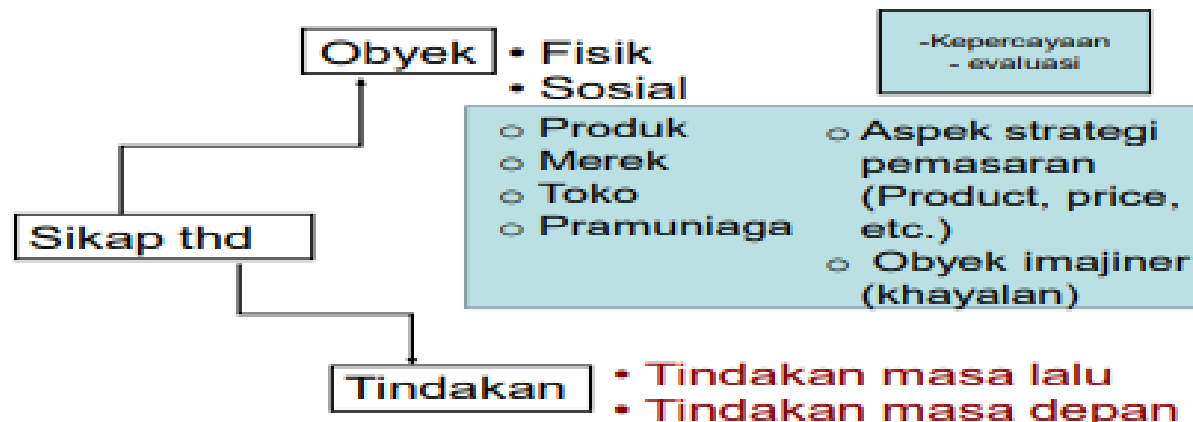 Obyek
• Fisik
• Sosial
-Kepercayaan
- evaluasi
○ Produk
○ Merek
○ Toko
○ Pramuniaga
○ Aspek strategi
pemasaran
(Product, price,
etc.)
○ Obyek imajiner
(khayalan)
Sikap thd
Tindakan
• Tindakan masa lalu
• Tindakan masa depan